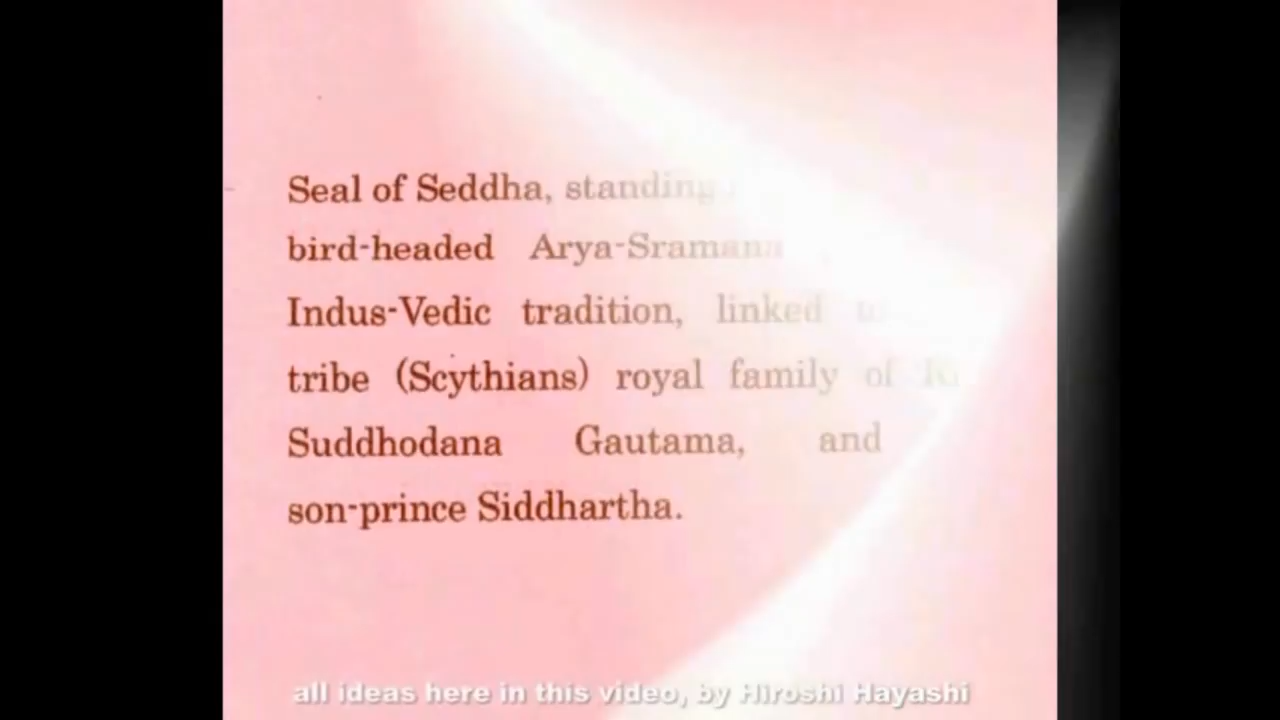 Seal of Seddha, standing
bird-headed Arya-Sramana
Indus-Vedic tradition, linked
tribe (Scythians) royal family of
Suddhodana Gautama, and
son-prince Siddhartha.
all ideas here in this video, by Hiroshi Hayashi